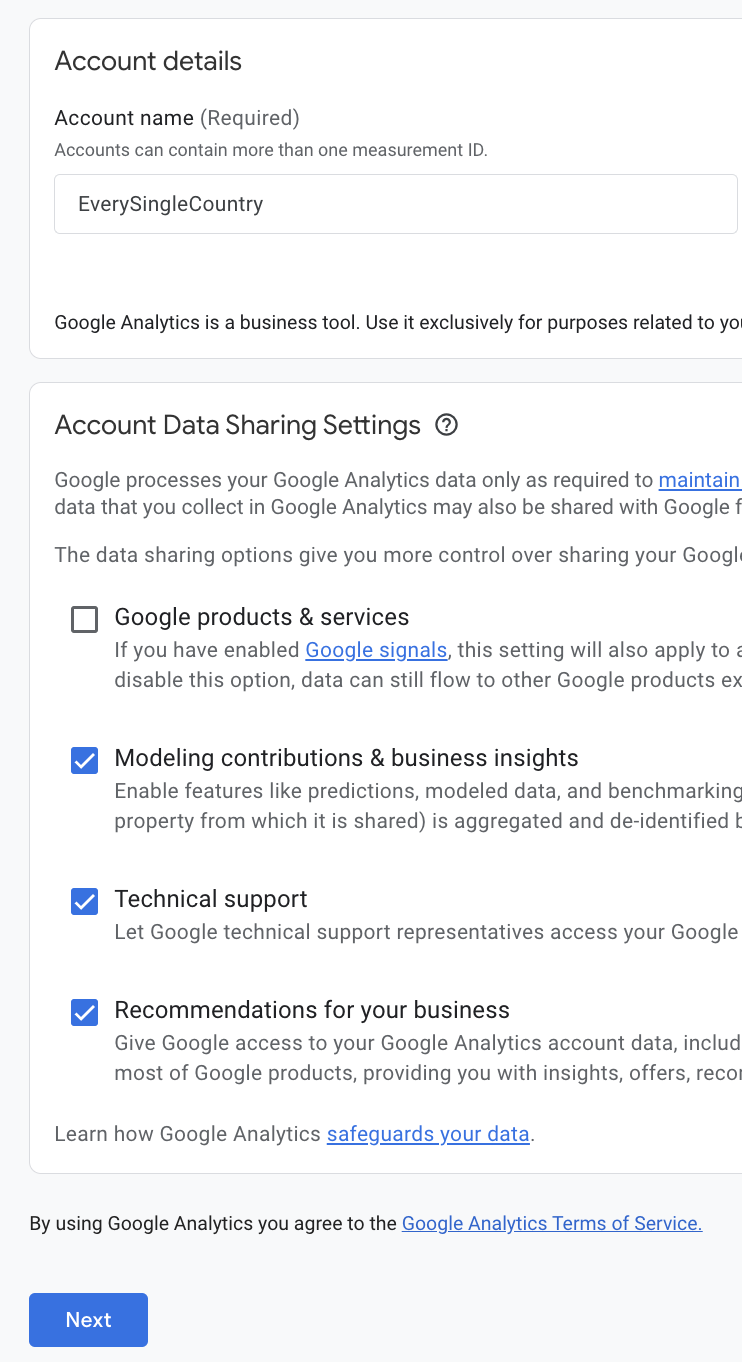 Account details
Account name (Required)
Accounts can contain more than one measurement ID.
EverySingleCountry
Google Analytics is a business tool. Use it exclusively for purposes related to
Account Data Sharing Settings
Google processes your Google Analytics data only as required to maintain
data that you collect in Google Analytics may also be shared with Google
The data sharing options give you more control over sharing your
Google products & services
If you have enabled Google signals, this setting will also apply to
disable this option, data can still flow to other Google products
Modeling contributions & business insights
Enable features like predictions, modeled data, and benchmarking
property from which it is shared) is aggregated and de-identified
Technical support
Let Google technical support representatives access your Google
Recommendations for your business
Give Google access to your Google Analytics account data,
most of Google products, providing you with insights, offers,
Learn how Google Analytics safeguards your data.
By using Google Analytics you agree to the Google Analytics Terms of Service.
Next